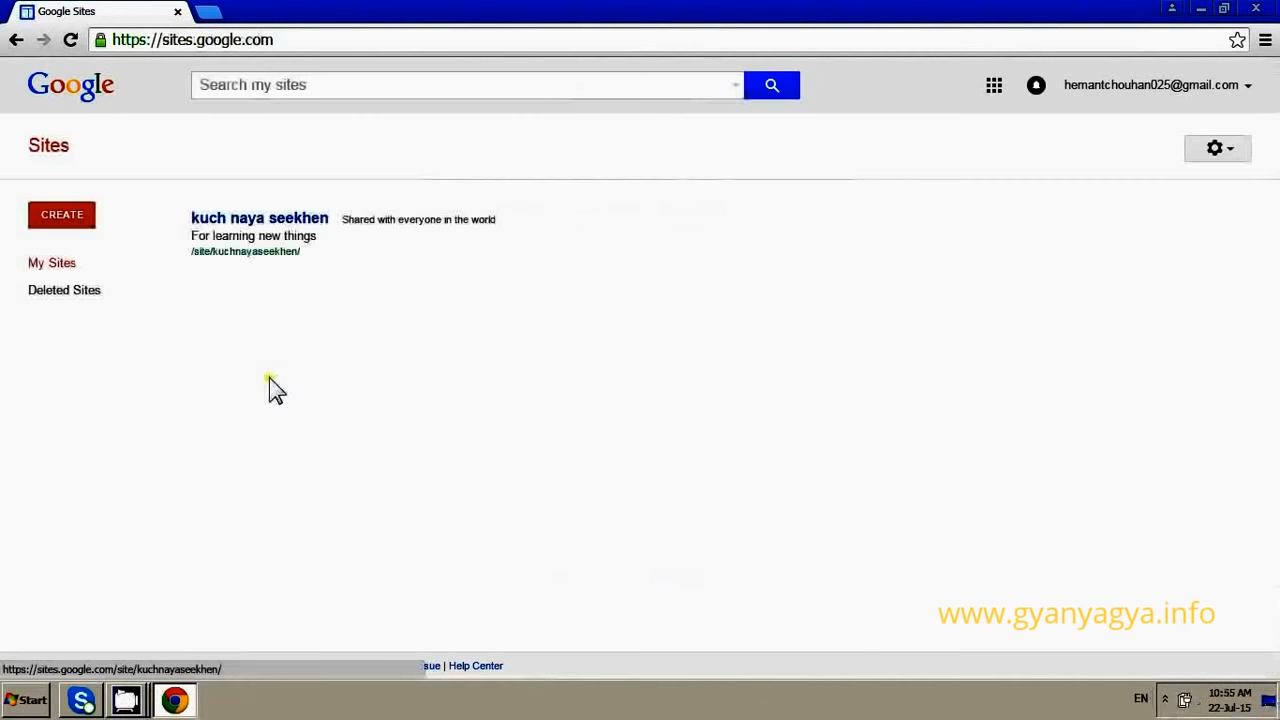 Google Sites
https://sites.google.com
Google
Search my sites
hemantchouhan025@gmail.com
Sites
CREATE
kuch naya seekhen Shared with everyone in the world
For learning new things
/site/kuchnayaseekhen/
My Sites
Deleted Sites
www.gyanyagya.info
https://sites.google.com/site/kuchnayaseekhen/
sue | Help Center
Start
EN
10:55 AM
22-Jul-15